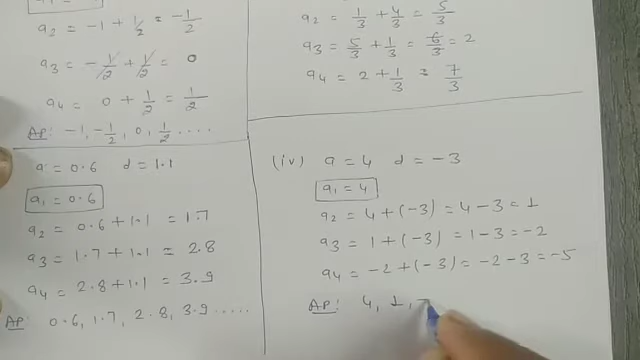 a2 = -1 + 1/2 = -1/2
a3 = -1/2 + 1/2 = 0
a4 = 0 + 1/2 = 1/2
AP: -1, -1/2, 0, 1/2 ....
a2 = 1/3 + 4/3 = 5/3
a3 = 5/3 + 1/3 = 6/3 = 2
a4 = 2 + 1/3 = 7/3
a = 0.6 d = 1.1
a1 = 0.6
a2 = 0.6 + 1.1 = 1.7
a3 = 1.7 + 1.1 = 2.8
a4 = 2.8 + 1.1 = 3.9
AP: 0.6, 1.7, 2.8, 3.9 .....
(iv) a = 4 d = -3
a1 = 4
a2 = 4 + (-3) = 4 - 3 = 1
a3 = 1 + (-3) = 1 - 3 = -2
a4 = -2 + (-3) = -2 - 3 = -5
AP: 4, 1, -